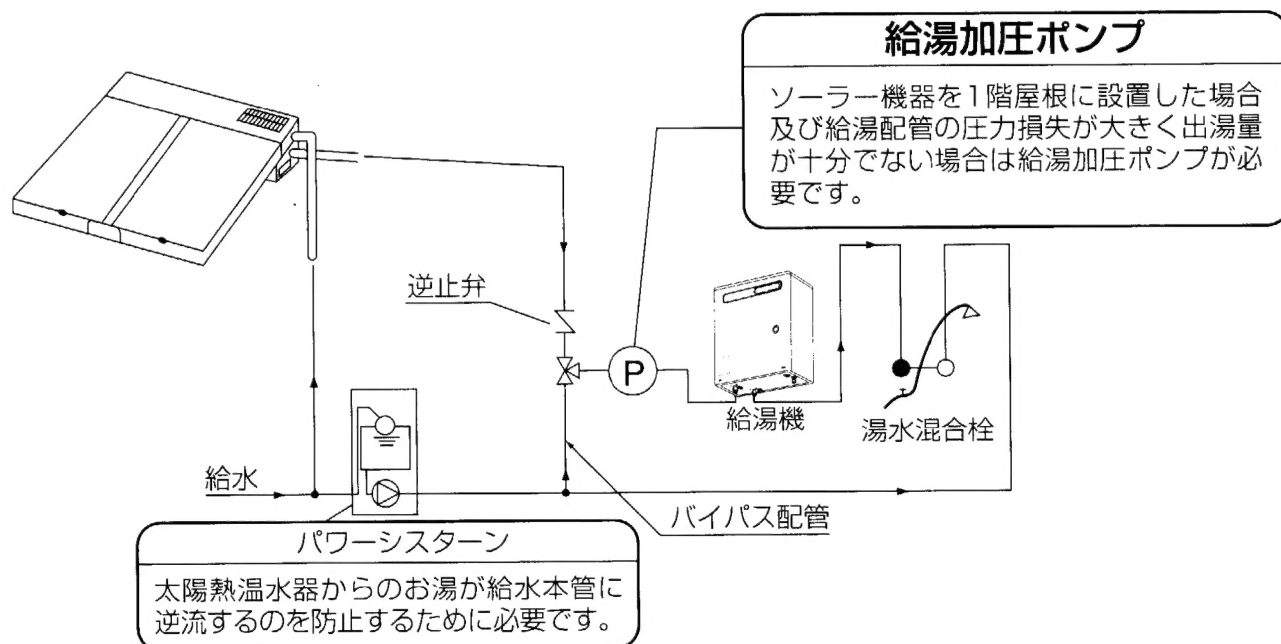 給湯加圧ポンプ
ソーラー機器を1階屋根に設置した場合
及び給湯配管の圧力損失が大きく出湯量
が十分でない場合は給湯加圧ポンプが必
要です。
逆止弁
P
給湯機
湯水混合栓
給水
バイパス配管
パワーシスターン
太陽熱温水器からのお湯が給水本管に
逆流するのを防止するために必要です。